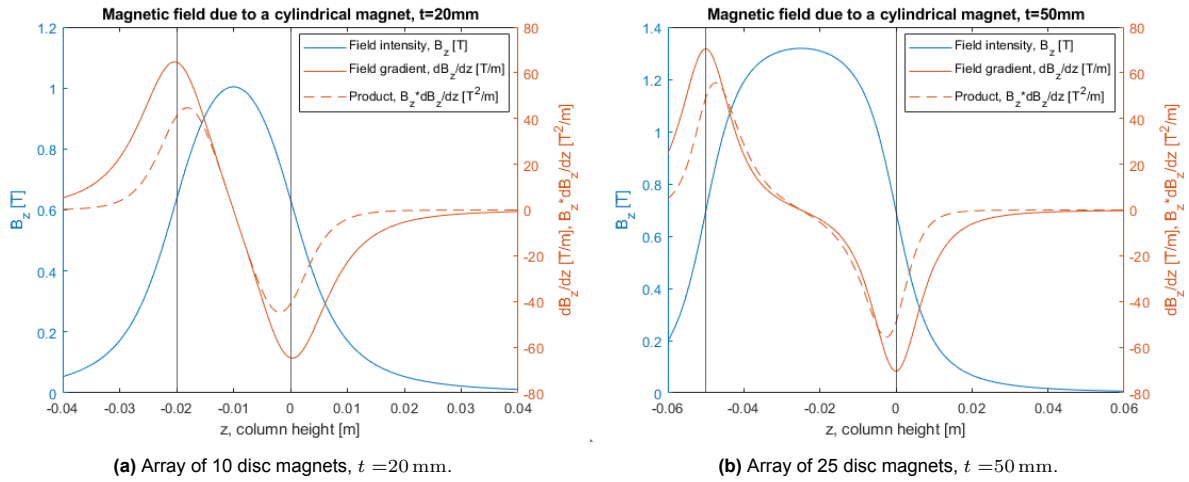 Magnetic field due to a cylindrical magnet, t=20mm
Field intensity, B_z [T]
Field gradient, dB_z/dz [T/m]
Product, B_z*dB_z/dz [T^2/m]
1.2
1
0.8
0.6
0.4
0.2
0
B_z [T]
80
60
40
20
0
-20
-40
-60
-80
dB_z/dz [T/m], B_z*dB_z/dz [T^2/m]
-0.04 -0.03 -0.02 -0.01 0 0.01 0.02 0.03 0.04
z, column height [m]
(a) Array of 10 disc magnets, t =20 mm.
Magnetic field due to a cylindrical magnet, t=50mm
Field intensity, B_z [T]
Field gradient, dB_z/dz [T/m]
Product, B_z*dB_z/dz [T^2/m]
1.4
1.2
1
0.8
0.6
0.4
0.2
0
B_z [T]
80
60
40
20
0
-20
-40
-60
-80
dB_z/dz [T/m], B_z*dB_z/dz [T^2/m]
-0.06 -0.04 -0.02 0 0.02 0.04 0.06
z, column height [m]
(b) Array of 25 disc magnets, t =50 mm.